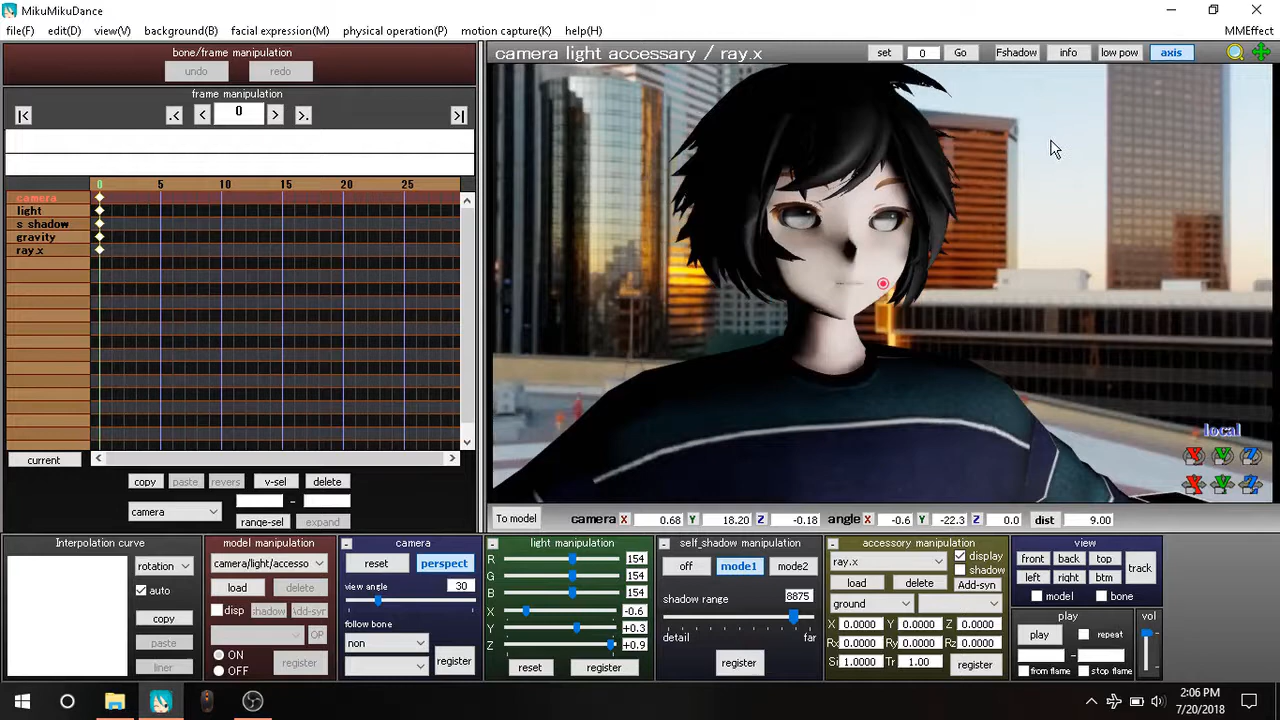 MikuMikuDance
file(F) edit(D) view(V) background(B) facial expression(M) physical operation(P) motion capture(K) help(H) MMEffect
bone/frame manipulation
undo redo
frame manipulation
|< .< < 0 > >. >|
0 5 10 15 20 25
camera
light
s shadow
gravity
ray.x
current
copy paste revers v-sel delete
camera -
range-sel expand
camera light accessary / ray.x set 0 Go Fshadow info low pow axis
local
X Y Z
X Y Z
To model camera X 0.68 Y 18.20 Z -0.18 angle X -0.6 Y -22.3 Z 0.0 dist 9.00
Interpolation curve
rotation
auto
copy
paste
liner
model manipulation
camera/light/accesso
load delete
disp shadow Add-syn
OP
ON
OFF
register
camera
reset perspect
view angle 30
follow bone
non
register
light manipulation
R 154
G 154
B 154
X -0.6
Y +0.3
Z +0.9
reset register
self_shadow manipulation
off mode1 mode2
shadow range 8875
detail far
register
accessory manipulation
ray.x display
shadow
load delete Add-syn
ground
X 0.0000 Y 0.0000 Z 0.0000
Rx 0.0000 Ry 0.0000 Rz 0.0000
Si 1.0000 Tr 1.00 register
view
front back top
left right btm track
model bone
play
play repeat
-
from flame stop flame
vol
2:06 PM
7/20/2018